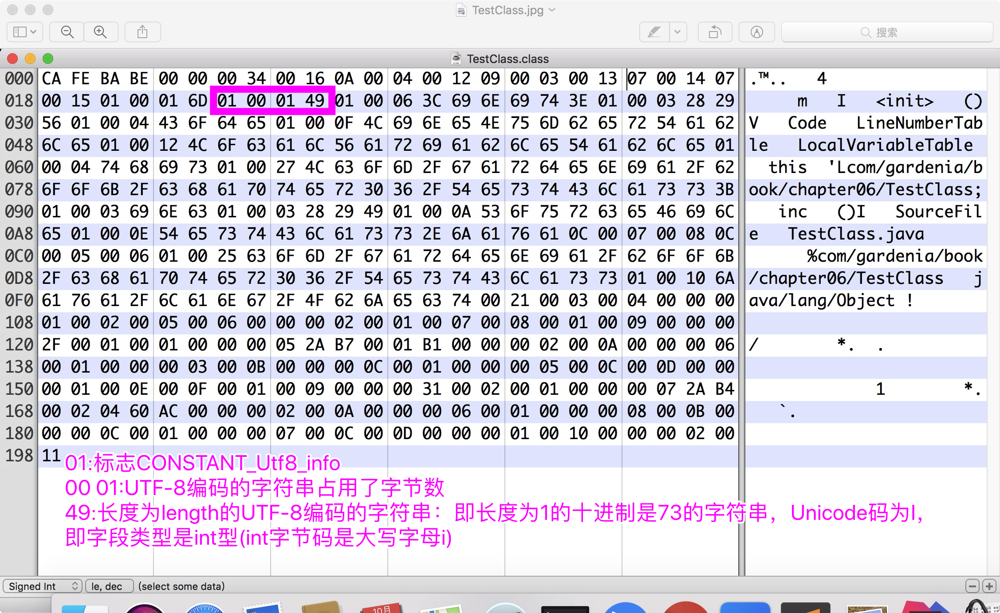 TestClass.jpg
搜索
TestClass.class
000 CA FE BA BE 00 00 00 34 00 16 0A 00 04 00 12 09 00 03 00 13 07 00 14 07 .™.. 4
018 00 15 01 00 01 6D 01 00 01 49 01 00 06 3C 69 6E 69 74 3E 01 00 03 28 29 m I <init> ()
030 56 01 00 04 43 6F 64 65 01 00 0F 4C 69 6E 65 4E 75 6D 62 65 72 54 61 62 V Code LineNumberTab
048 6C 65 01 00 12 4C 6F 63 61 6C 56 61 72 69 61 62 6C 65 54 61 62 6C 65 01 le LocalVariableTable
060 00 04 74 68 69 73 01 00 27 4C 63 6F 6D 2F 67 61 72 64 65 6E 69 61 2F 62 this 'Lcom/gardenia/b
078 6F 6F 6B 2F 63 68 61 70 74 65 72 30 36 2F 54 65 73 74 43 6C 61 73 73 3B ook/chapter06/TestClass;
090 01 00 03 69 6E 63 01 00 03 28 29 49 01 00 0A 53 6F 75 72 63 65 46 69 6C inc ()I SourceFil
0A8 65 01 00 0E 54 65 73 74 43 6C 61 73 73 2E 6A 61 76 61 0C 00 07 00 08 0C e TestClass.java
0C0 00 05 00 06 01 00 25 63 6F 6D 2F 67 61 72 64 65 6E 69 61 2F 62 6F 6F 6B %com/gardenia/book
0D8 2F 63 68 61 70 74 65 72 30 36 2F 54 65 73 74 43 6C 61 73 73 01 00 10 6A /chapter06/TestClass j
0F0 61 76 61 2F 6C 61 6E 67 2F 4F 62 6A 65 63 74 00 21 00 03 00 04 00 00 00 ava/lang/Object !
108 01 00 02 00 05 00 06 00 00 00 02 00 01 00 07 00 08 00 01 00 09 00 00 00
120 2F 00 01 00 01 00 00 00 05 2A B7 00 01 B1 00 00 00 02 00 0A 00 00 00 06 / *. .
138 00 01 00 00 00 03 00 0B 00 00 00 0C 00 01 00 00 00 05 00 0C 00 0D 00 00
150 00 01 00 0E 00 0F 00 01 00 09 00 00 00 31 00 02 00 01 00 00 00 07 2A B4 1 *.
168 00 02 04 60 AC 00 00 00 02 00 0A 00 00 00 06 00 01 00 00 00 08 00 0B 00 `.
180 00 00 0C 00 01 00 00 00 07 00 0C 00 0D 00 00 00 01 00 10 00 00 00 02 00
198 11
01:标志CONSTANT_Utf8_info
00 01:UTF-8编码的字符串占用了字节数
49:长度为length的UTF-8编码的字符串：即长度为1的十进制是73的字符串，Unicode码为I，
即字段类型是int型(int字节码是大写字母i)
Signed Int le, dec (select some data)
10月